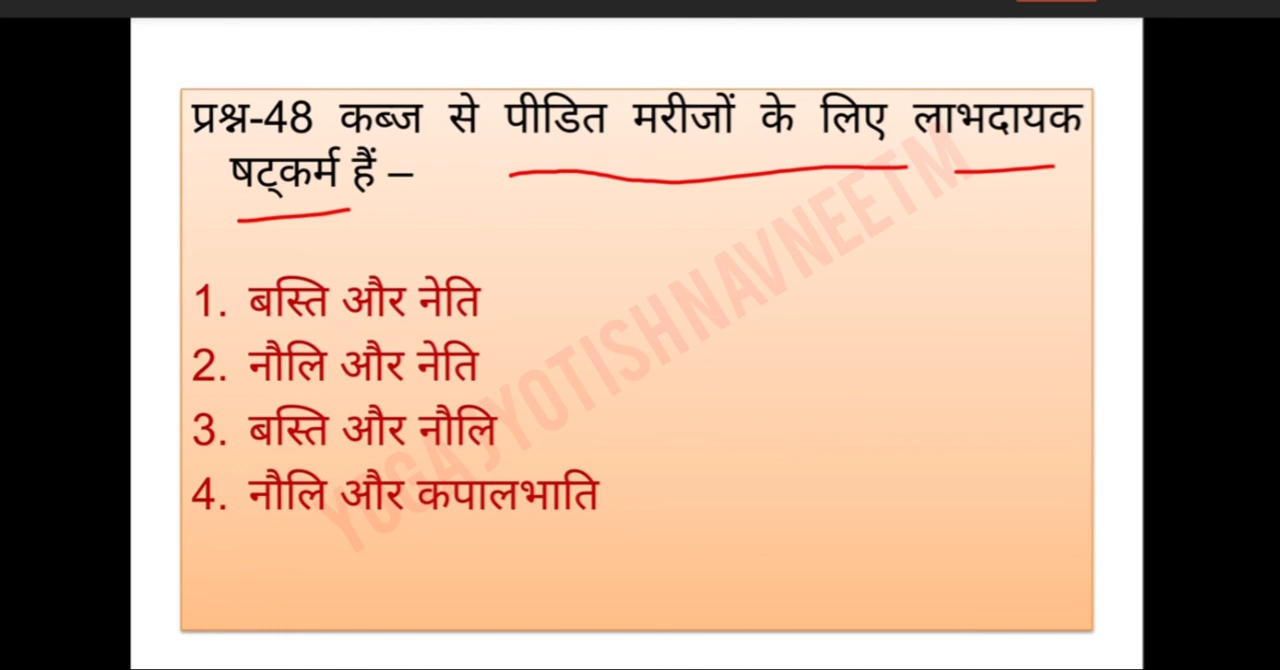 प्रश्न-48 कब्ज से पीडित मरीजों के लिए लाभदायक
षट्कर्म हैं –
1. बस्ति और नेति
2. नौलि और नेति
3. बस्ति और नौलि
4. नौलि और कपालभाति
YOGAJYOTISHNAVNEETM